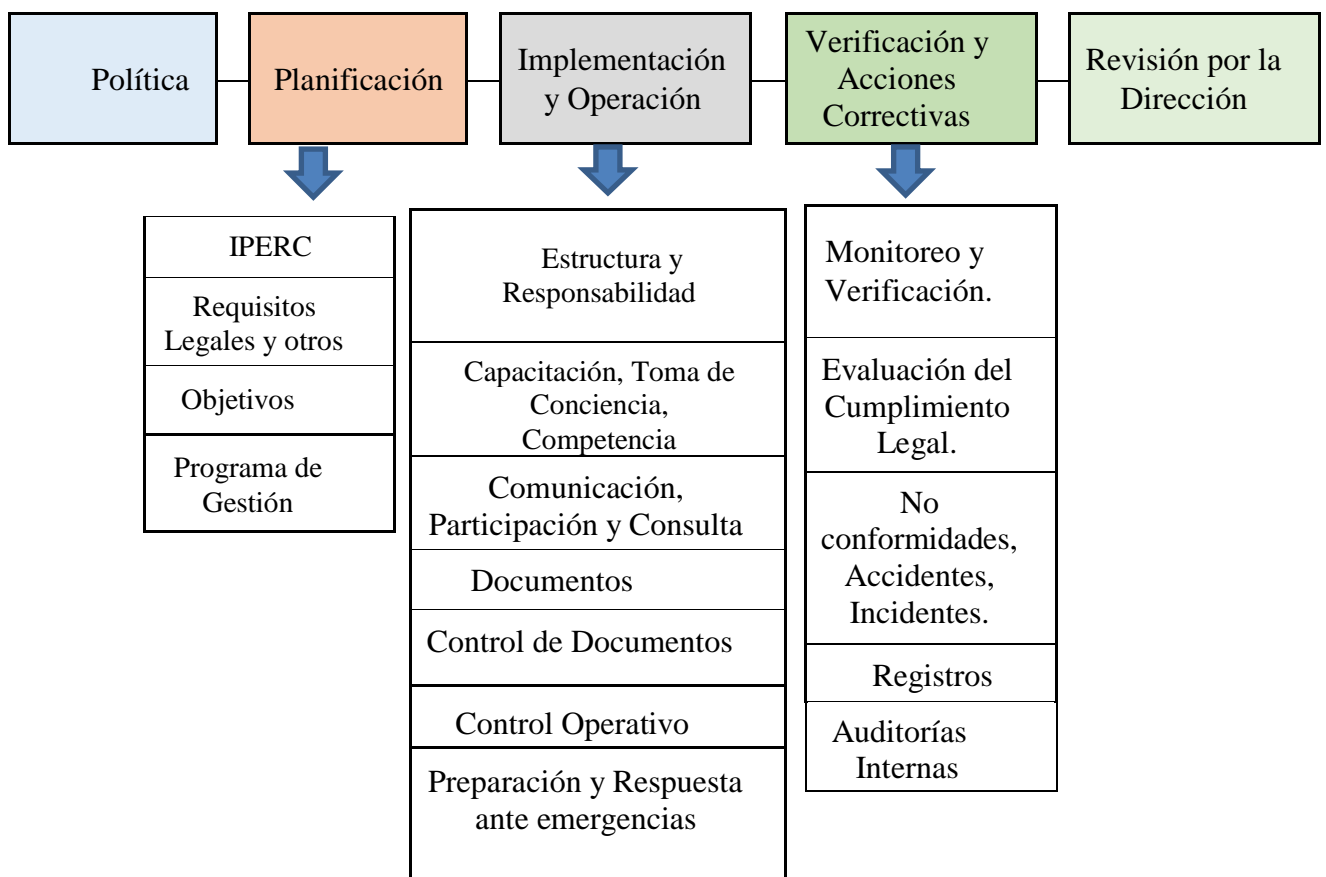 Política
Planificación
Implementación
y Operación
Verificación y
Acciones
Correctivas
Revisión por la
Dirección
IPERC
Requisitos
Legales y otros
Objetivos
Programa de
Gestión
Estructura y
Responsabilidad
Capacitación, Toma de
Conciencia,
Competencia
Comunicación,
Participación y Consulta
Documentos
Control de Documentos
Control Operativo
Preparación y Respuesta
ante emergencias
Monitoreo y
Verificación.
Evaluación del
Cumplimiento
Legal.
No
conformidades,
Accidentes,
Incidentes.
Registros
Auditorías
Internas